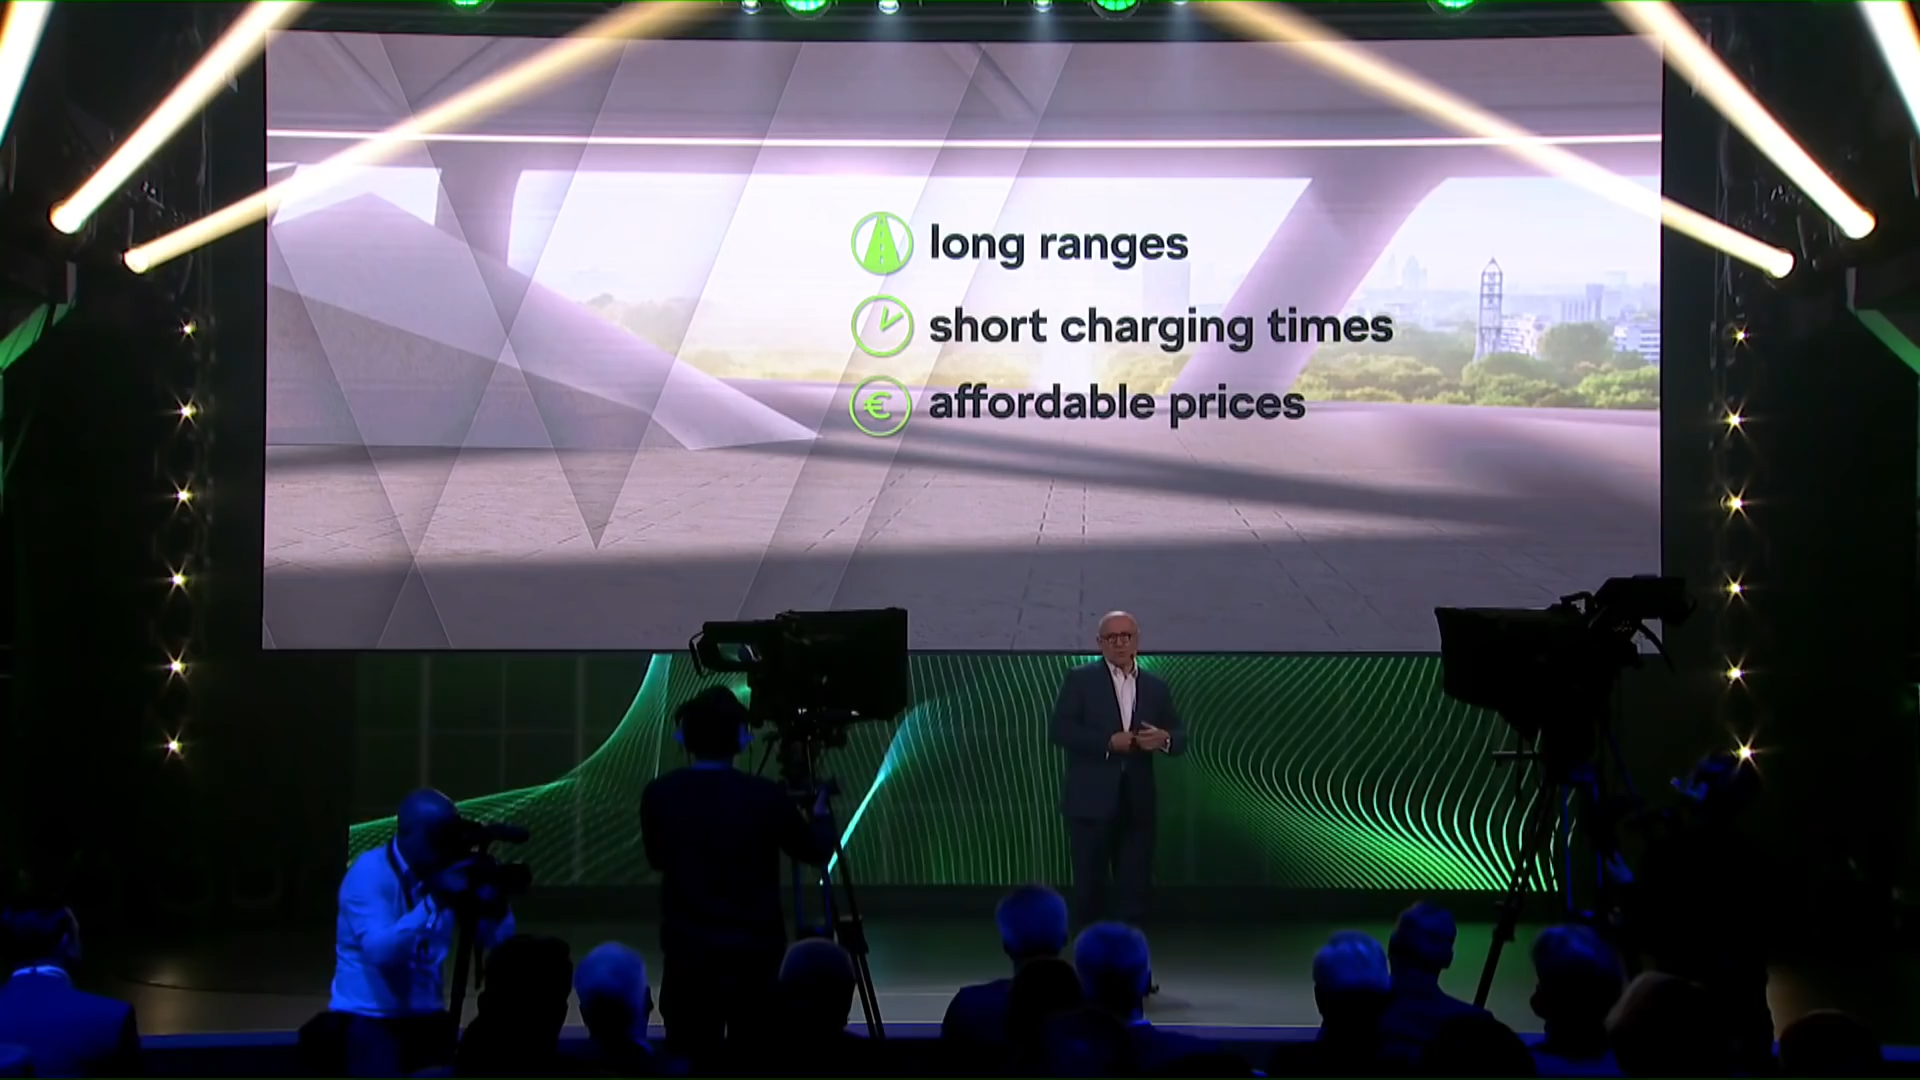 long ranges
short charging times
€ affordable prices